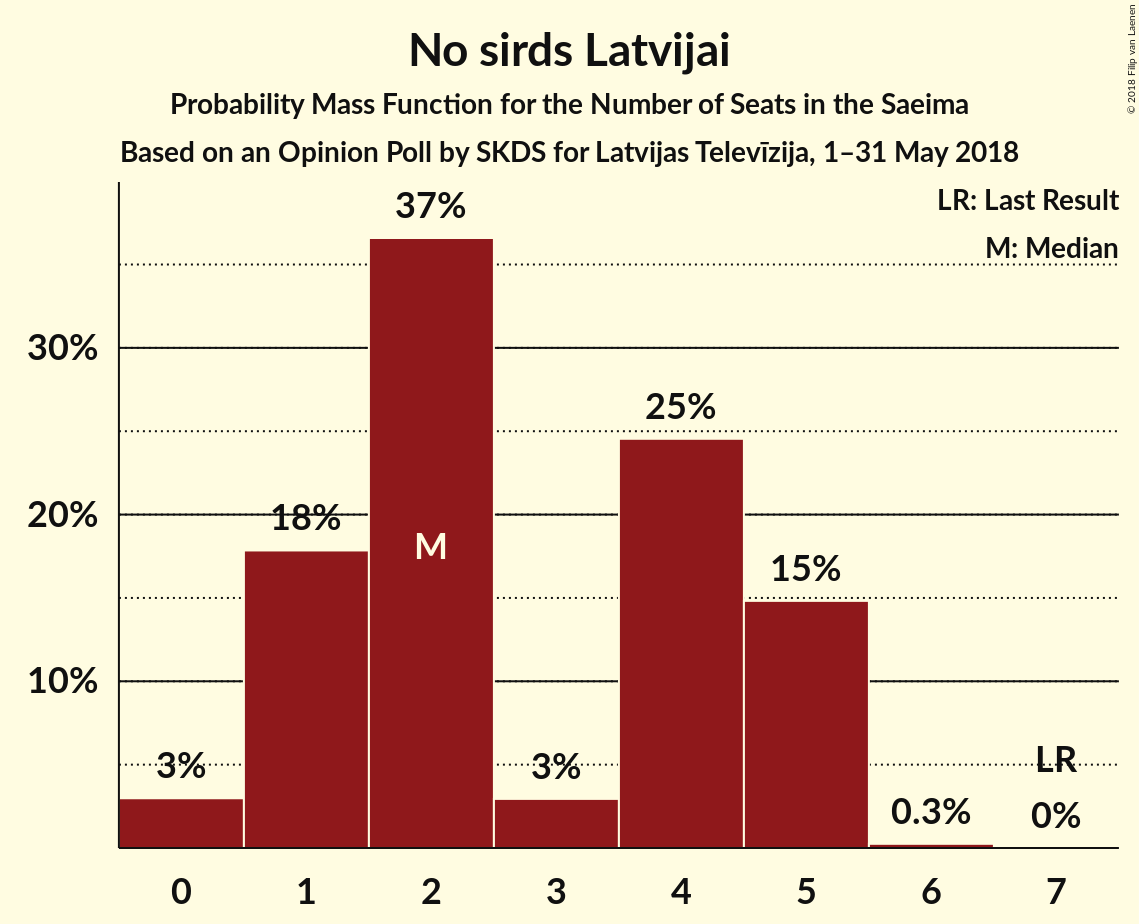 No sirds Latvijai
Probability Mass Function for the Number of Seats in the Saeima
Based on an Opinion Poll by SKDS for Latvijas Televīzija, 1–31 May 2018
© 2018 Filip van Laenen
LR: Last Result
M: Median
37%
30%
25%
20%
18%
M
15%
10%
3%
3%
LR
0.3%
0%
0 1 2 3 4 5 6 7